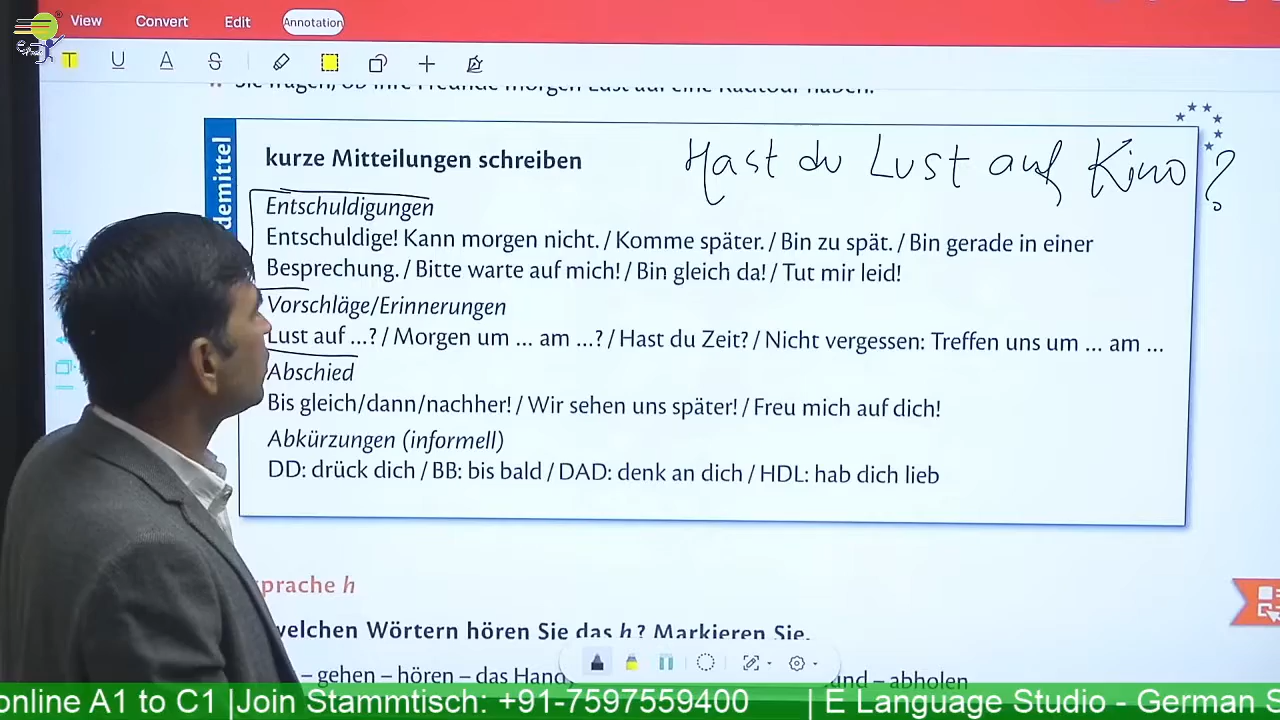 View Convert Edit Annotation
T U A S
demittel
kurze Mitteilungen schreiben
Hast du Lust auf Kino?
Entschuldigungen
Entschuldige! Kann morgen nicht. / Komme später. / Bin zu spät. / Bin gerade in einer
Besprechung. / Bitte warte auf mich! / Bin gleich da! / Tut mir leid!
Vorschläge/Erinnerungen
Lust auf ...? / Morgen um ... am ...? / Hast du Zeit? / Nicht vergessen: Treffen uns um ... am ...
Abschied
Bis gleich/dann/nachher! / Wir sehen uns später! / Freu mich auf dich!
Abkürzungen (informell)
DD: drück dich / BB: bis bald / DAD: denk an dich / HDL: hab dich lieb
prache h
welchen Wörtern hören Sie das h? Markieren Sie.
– gehen – hören – das Hand
und – abholen
online A1 to C1 |Join Stammtisch: +91-7597559400 | E Language Studio - German S